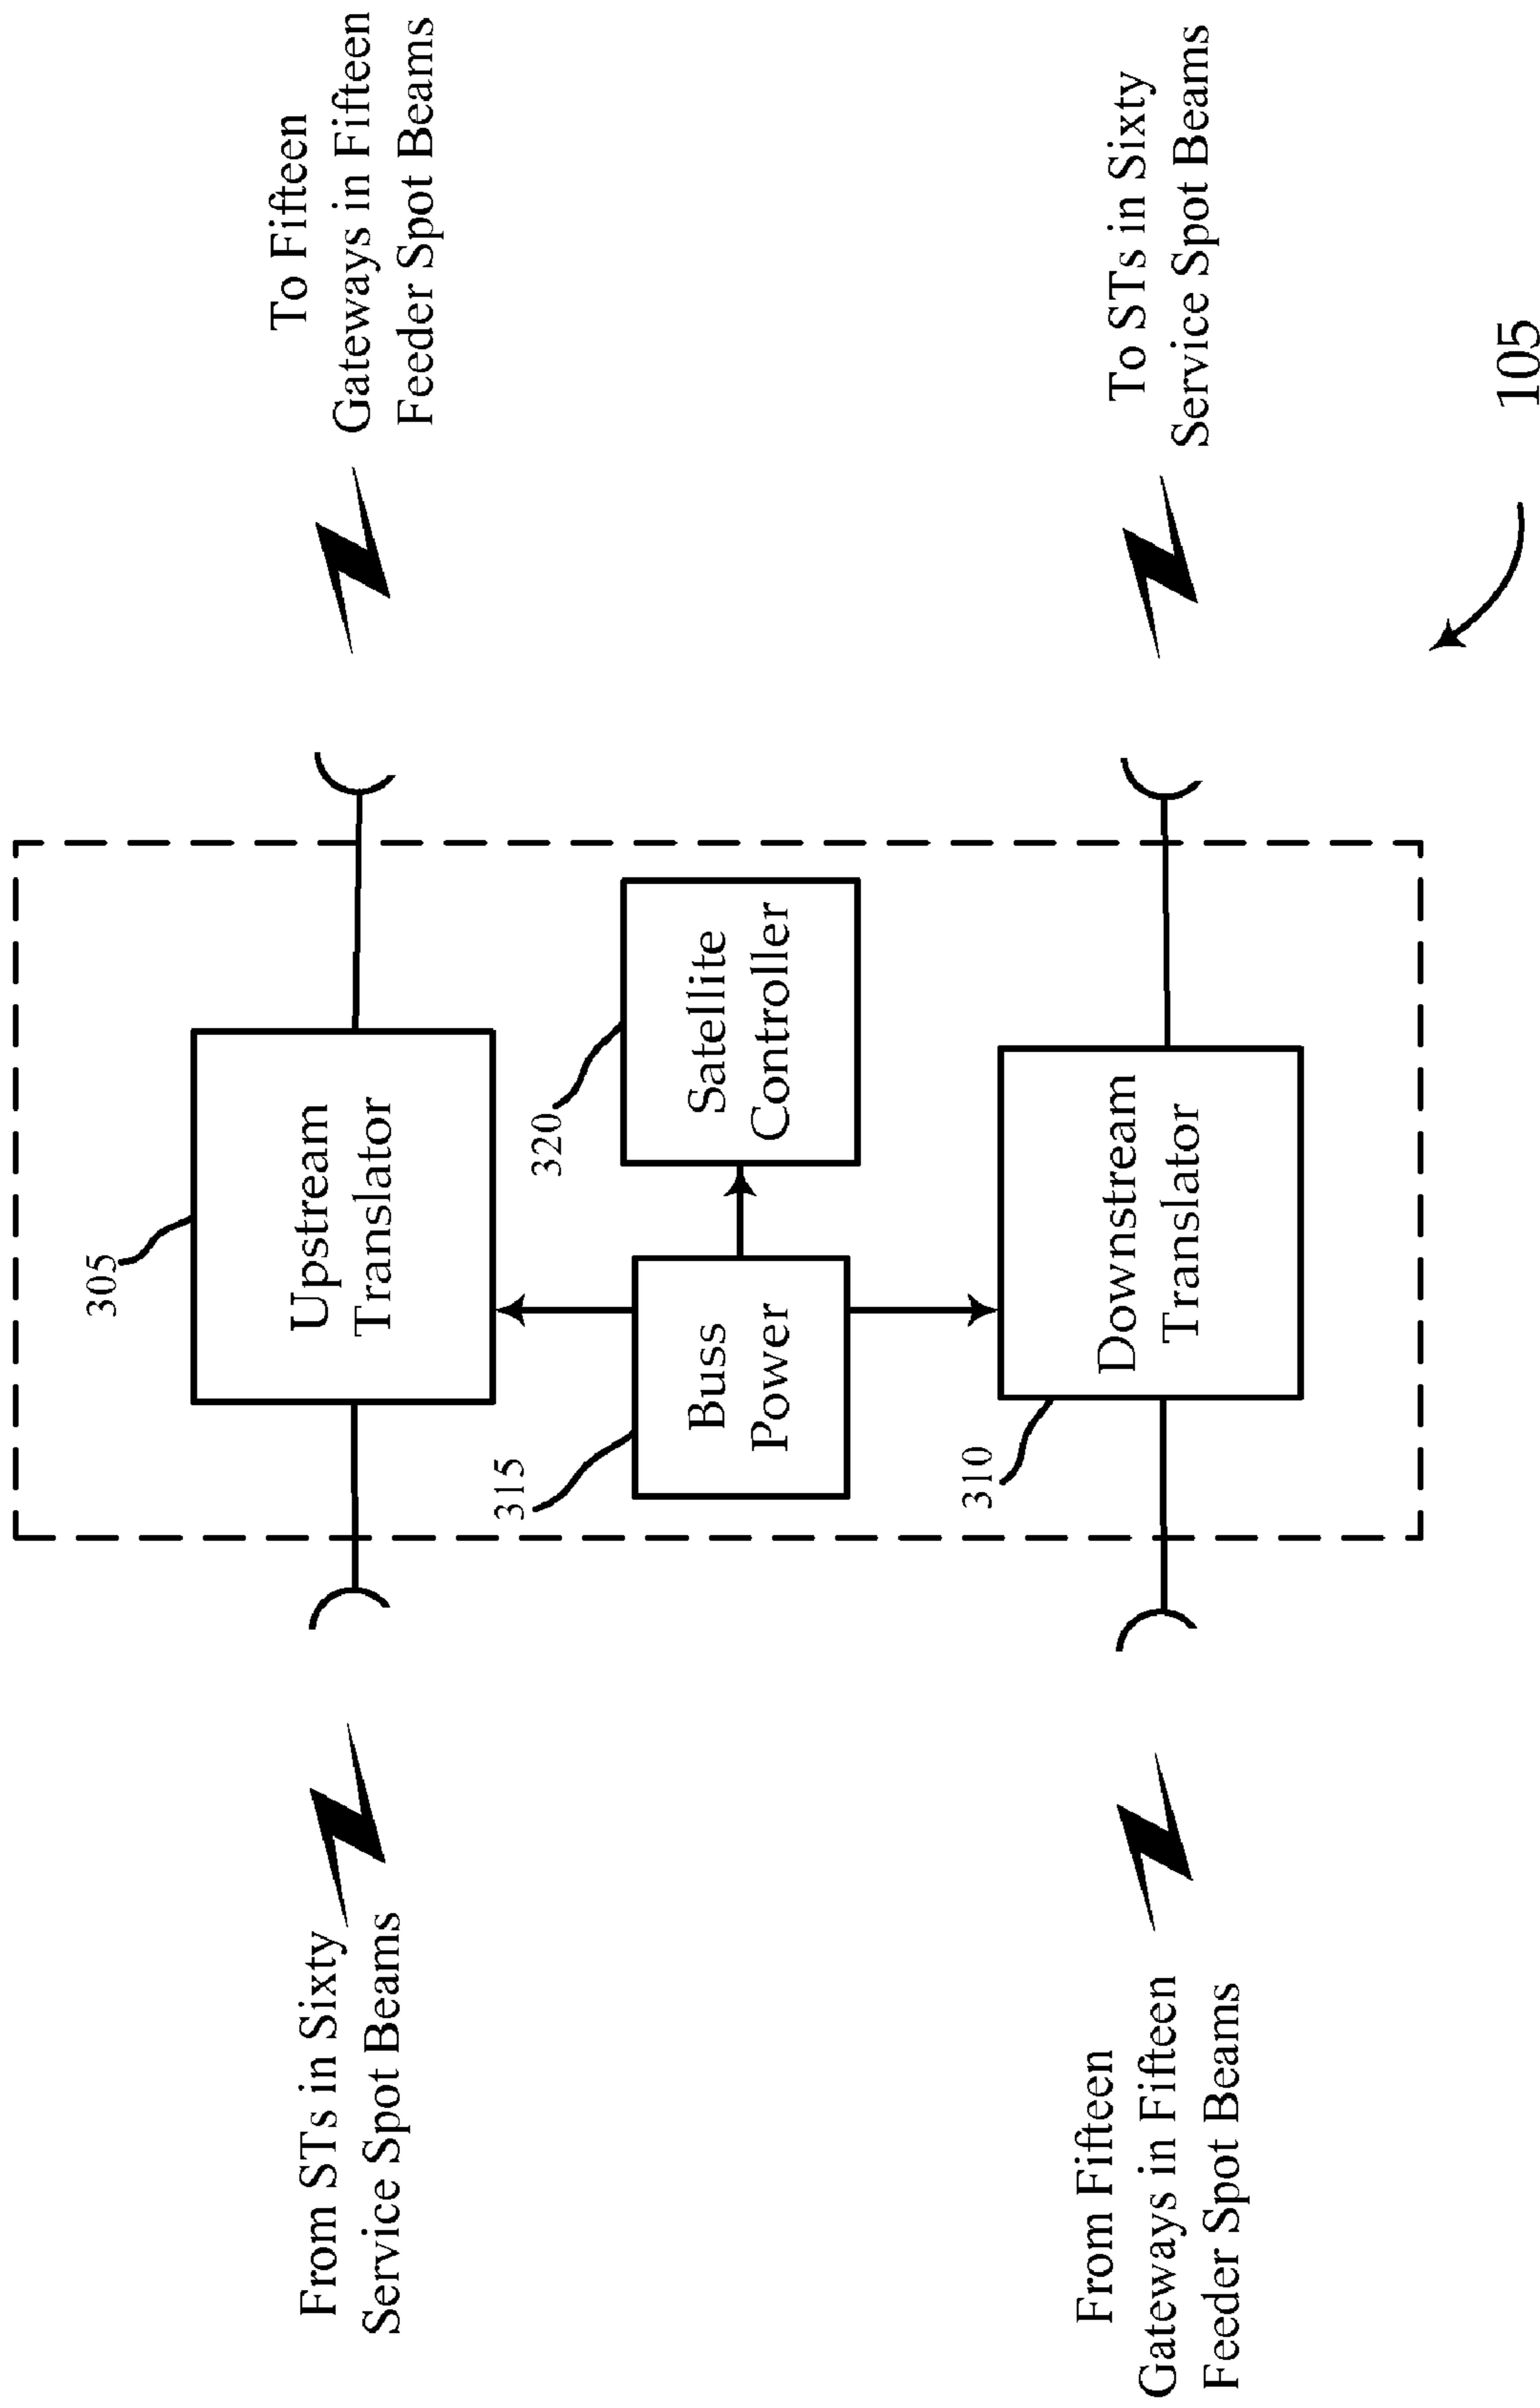 From STs in Sixty
Service Spot Beams
305
Upstream
Translator
To Fifteen
Gateways in Fifteen
Feeder Spot Beams
315
Buss
Power
320
Satellite
Controller
From Fifteen
Gateways in Fifteen
Feeder Spot Beams
310
Downstream
Translator
To STs in Sixty
Service Spot Beams
105